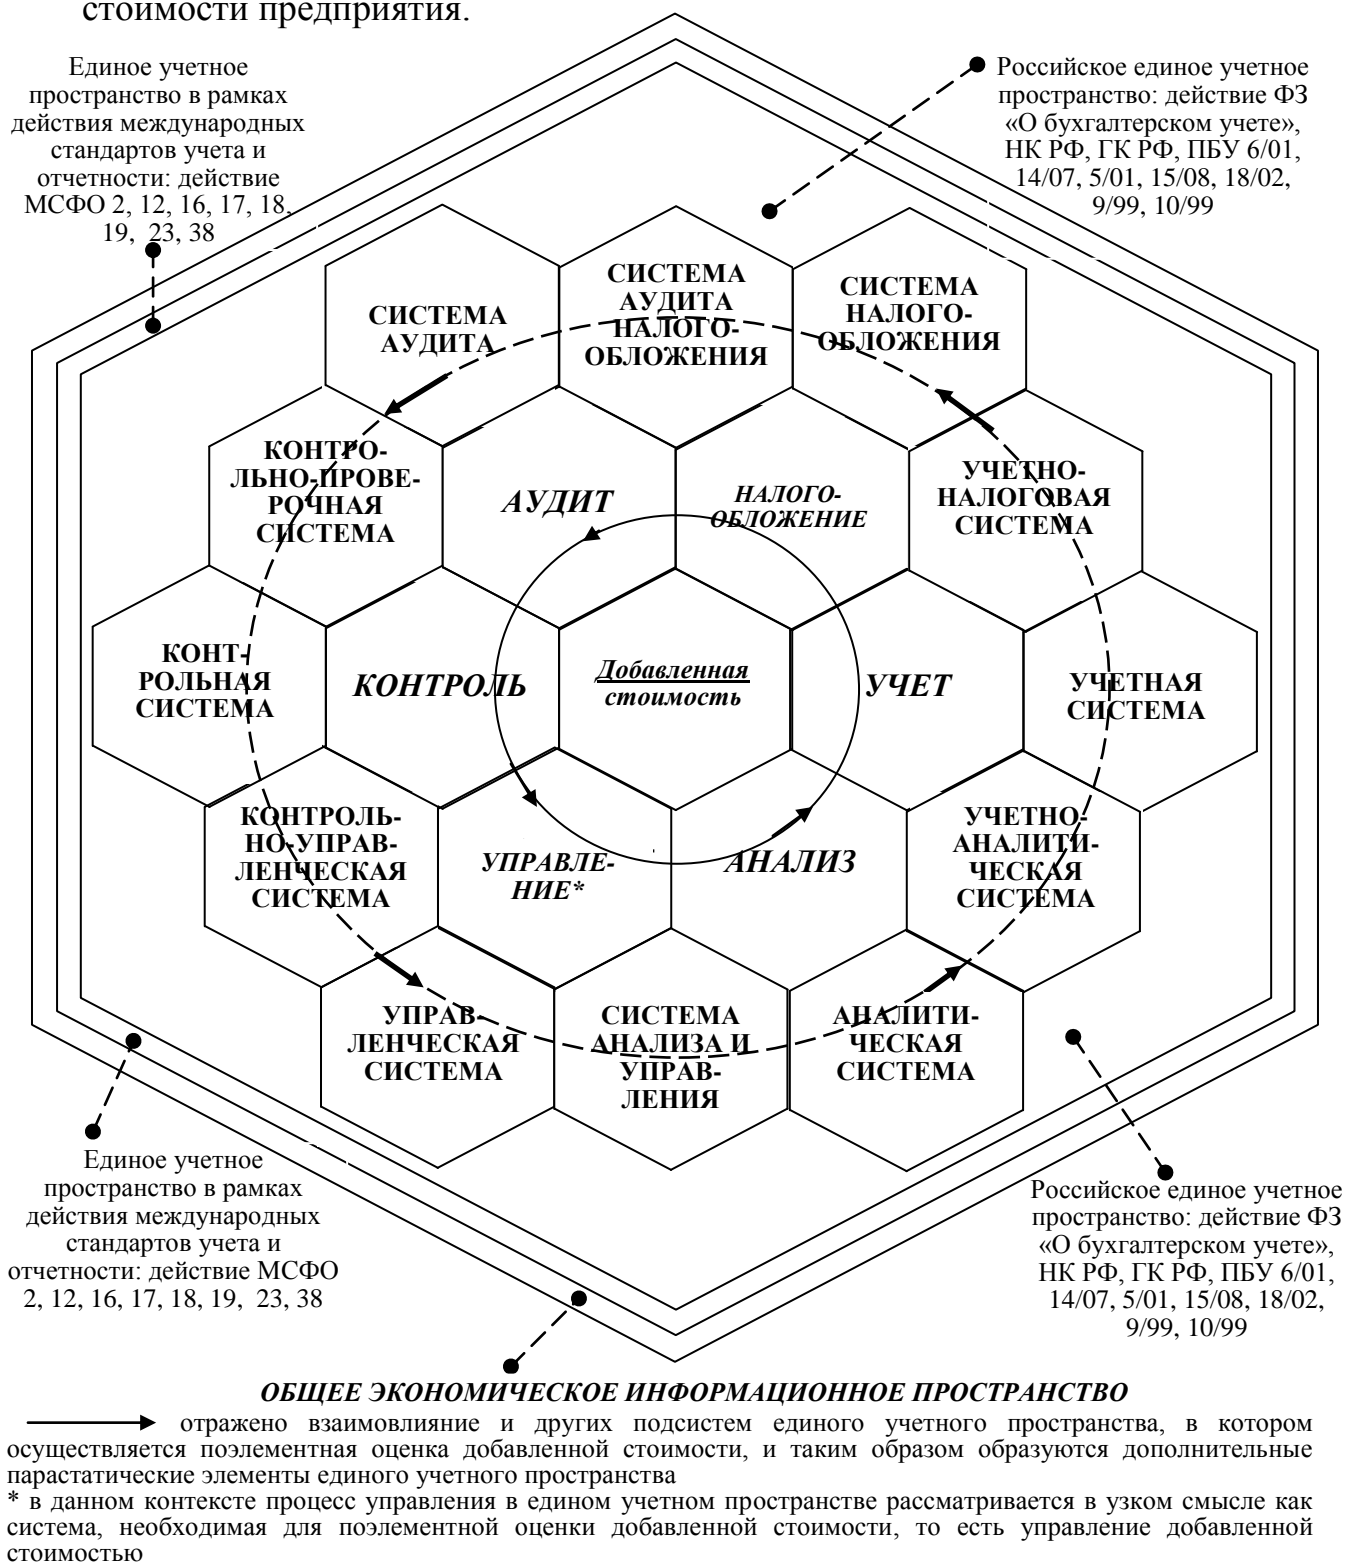 стоимости предприятия.
Единое учетное
пространство в рамках
действия международных
стандартов учета и
отчетности: действие
МСФО 2, 12, 16, 17, 18,
19, 23, 38
Российское единое учетное
пространство: действие ФЗ
«О бухгалтерском учете»,
НК РФ, ГК РФ, ПБУ 6/01,
14/07, 5/01, 15/08, 18/02,
9/99, 10/99
СИСТЕМА
АУДИТА
СИСТЕМА
АУДИТА
НАЛОГО-
ОБЛОЖЕНИЯ
СИСТЕМА
НАЛОГО-
ОБЛОЖЕНИЯ
КОНТРО-
ЛЬНО-ПРОВЕ-
РОЧНАЯ
СИСТЕМА
АУДИТ
НАЛОГО-
ОБЛОЖЕНИЕ
УЧЕТНО-
НАЛОГОВАЯ
СИСТЕМА
КОНТ-
РОЛЬНАЯ
СИСТЕМА
КОНТРОЛЬ
Добавленная
стоимость
УЧЕТ
УЧЕТНАЯ
СИСТЕМА
КОНТРОЛЬ-
НО-УПРАВ-
ЛЕНЧЕСКАЯ
СИСТЕМА
УПРАВЛЕ-
НИЕ*
АНАЛИЗ
УЧЕТНО-
АНАЛИТИ-
ЧЕСКАЯ
СИСТЕМА
УПРАВ-
ЛЕНЧЕСКАЯ
СИСТЕМА
СИСТЕМА
АНАЛИЗА И
УПРАВ-
ЛЕНИЯ
АНАЛИТИ-
ЧЕСКАЯ
СИСТЕМА
Единое учетное
пространство в рамках
действия международных
стандартов учета и
отчетности: действие МСФО
2, 12, 16, 17, 18, 19, 23, 38
Российское единое учетное
пространство: действие ФЗ
«О бухгалтерском учете»,
НК РФ, ГК РФ, ПБУ 6/01,
14/07, 5/01, 15/08, 18/02,
9/99, 10/99
ОБЩЕЕ ЭКОНОМИЧЕСКОЕ ИНФОРМАЦИОННОЕ ПРОСТРАНСТВО
отражено взаимовлияние и других подсистем единого учетного пространства, в котором
осуществляется поэлементная оценка добавленной стоимости, и таким образом образуются дополнительные
парастатические элементы единого учетного пространства
* в данном контексте процесс управления в едином учетном пространстве рассматривается в узком смысле как
система, необходимая для поэлементной оценки добавленной стоимости, то есть управление добавленной
стоимостью